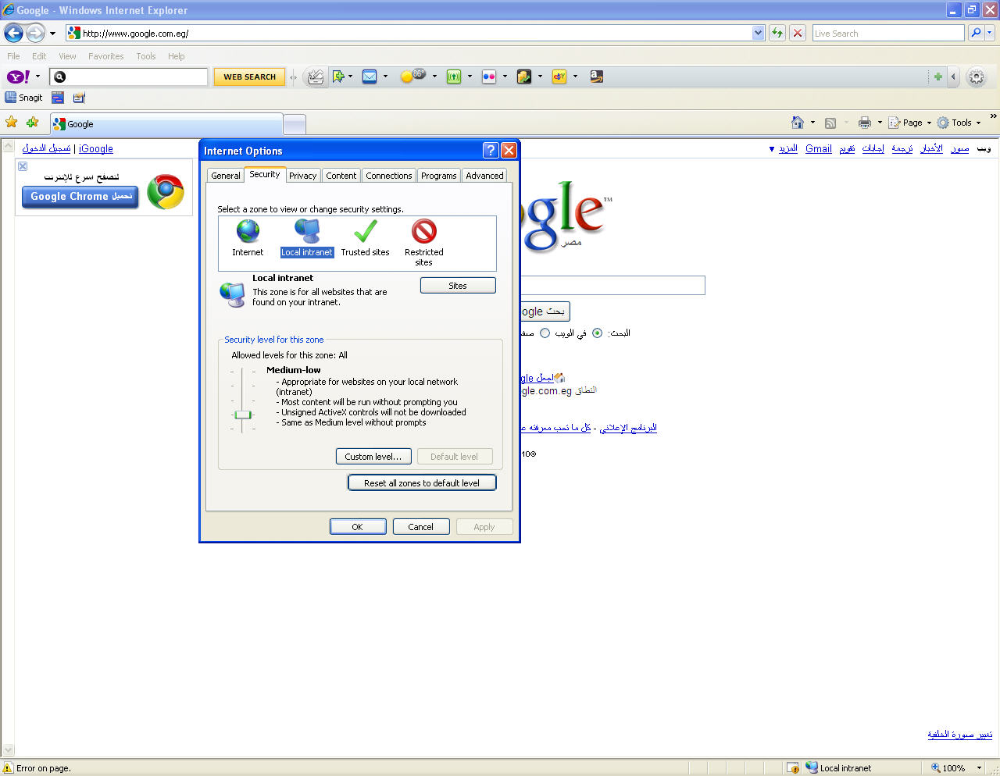 Google - Windows Internet Explorer
http://www.google.com.eg/
Live Search
File Edit View Favorites Tools Help
Y! WEB SEARCH 86° ebY a
Snagit
Google
Page Tools
تسجيل الدخول | iGoogle
ويب صور الأخبار ترجمة إجابات تقويم Gmail المزيد ▼
لتصفح أسرع للإنترنت
تحميل Google Chrome
Internet Options
General Security Privacy Content Connections Programs Advanced
Select a zone to view or change security settings.
Internet Local intranet Trusted sites Restricted sites
Local intranet
Sites
This zone is for all websites that are
found on your intranet.
Security level for this zone
Allowed levels for this zone: All
Medium-low
- Appropriate for websites on your local network
(intranet)
- Most content will be run without prompting you
- Unsigned ActiveX controls will not be downloaded
- Same as Medium level without prompts
Custom level... Default level
Reset all zones to default level
OK Cancel Apply
ogle™
مصر
بحث ogle
البحث: في الويب صف
اجعل gle
النطاق gle.com.eg
البرنامج الإعلاني - كل ما تحب معرفته ع
10©
تغيير صورة الخلفية
Error on page.
Local intranet
100%